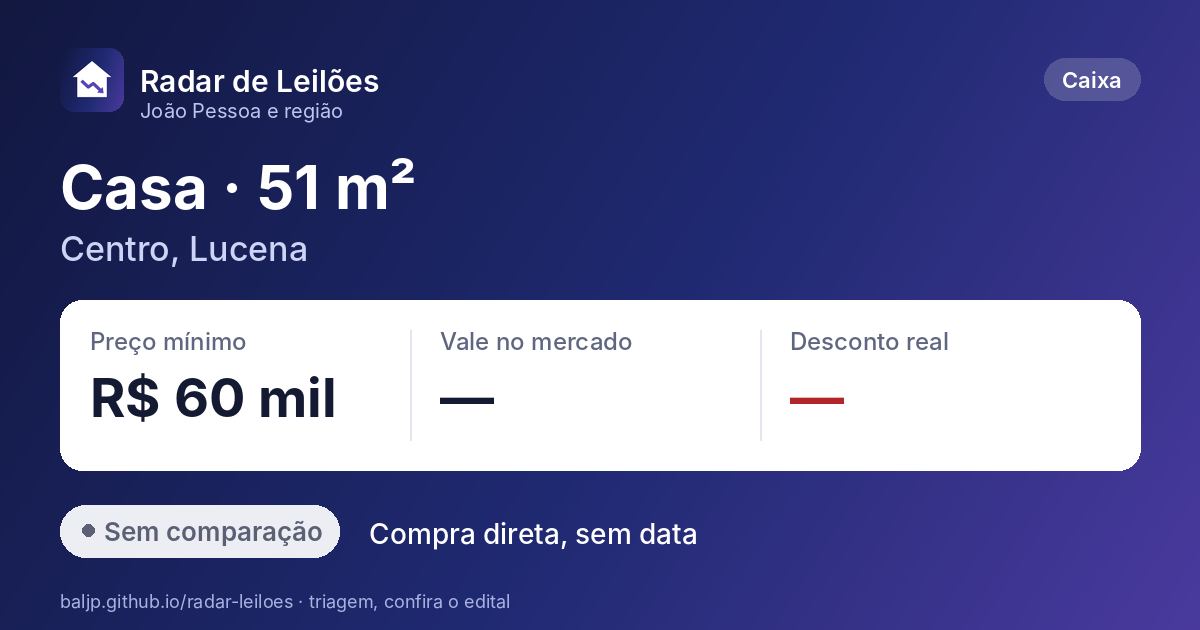 Radar de Leilões
João Pessoa e região
Caixa
Casa · 51 m²
Centro, Lucena
Preço mínimo
R$ 60 mil
Vale no mercado
—
Desconto real
—
Sem comparação
Compra direta, sem data
baljp.github.io/radar-leiloes · triagem, confira o edital